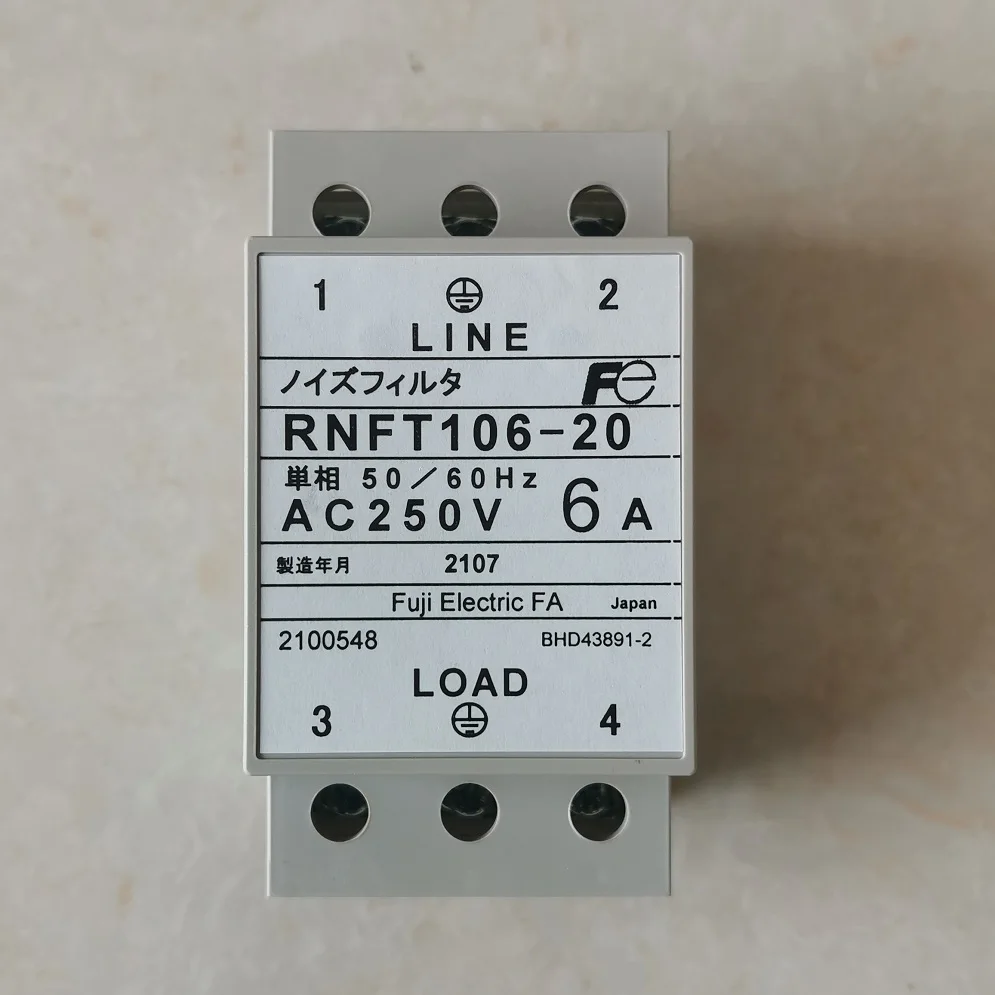 1 2
LINE
ノイズフィルタ Fe
RNFT106-20
単相 50／60Hz
AC250V 6A
製造年月 2107
Fuji Electric FA Japan
2100548 BHD43891-2
LOAD
3 4